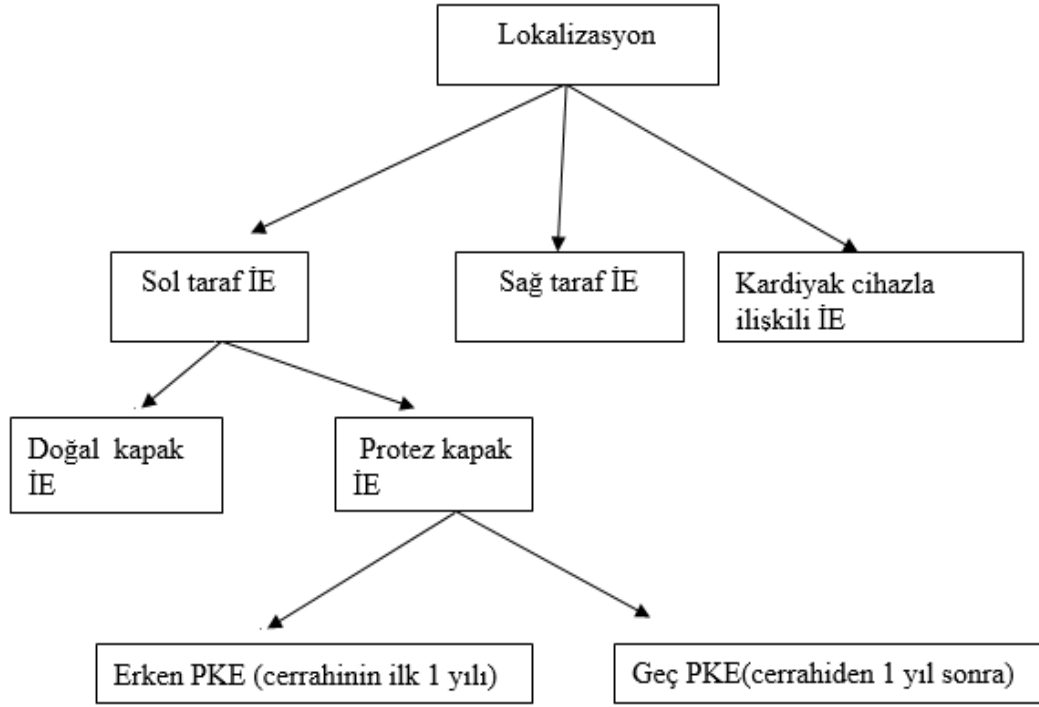 Lokalizasyon
Sol taraf İE
Sağ taraf İE
Kardiyak cihazla
ilişkili İE
Doğal kapak
İE
Protez kapak
İE
Erken PKE (cerrahinin ilk 1 yılı)
Geç PKE(cerrahiden 1 yıl sonra)